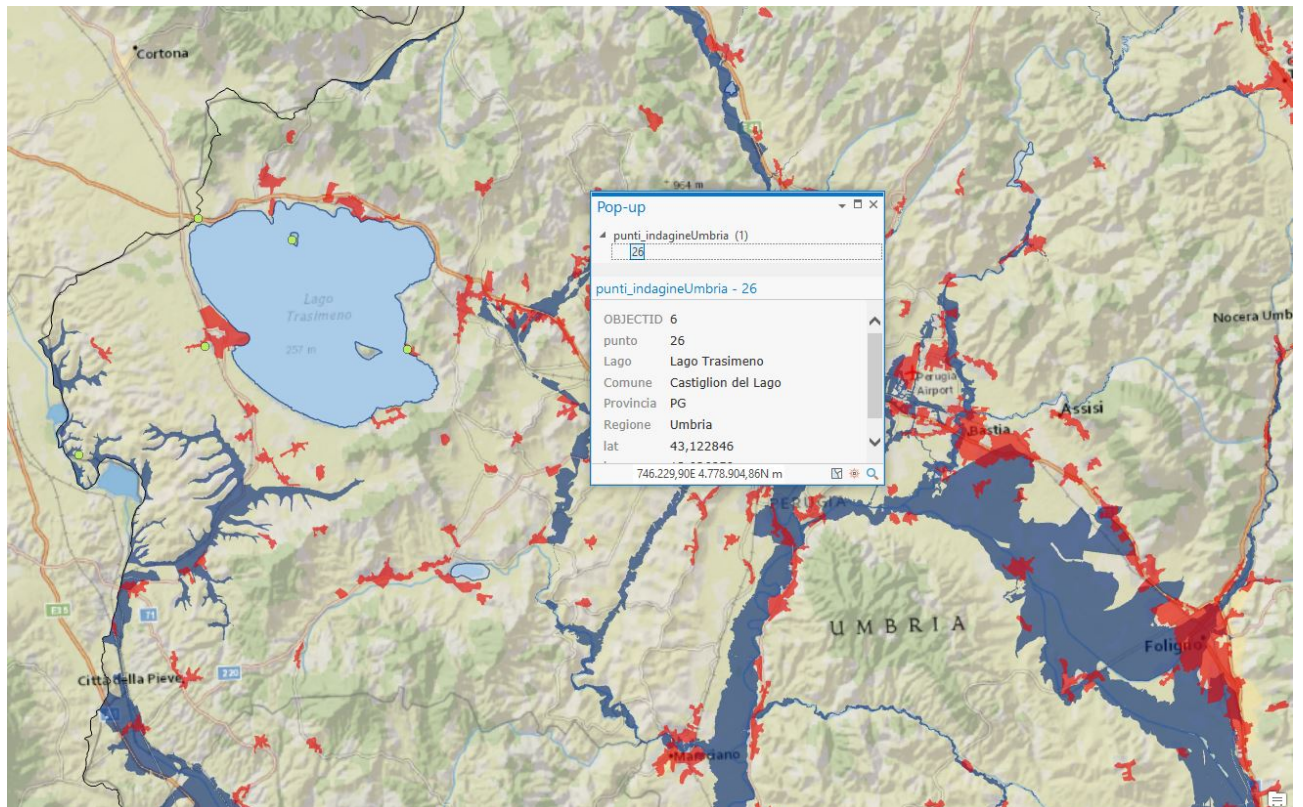 Cortona
964 m
Pop-up
punti_indagineUmbria (1)
26
punti_indagineUmbria - 26
OBJECTID 6
punto 26
Lago Lago Trasimeno
Comune Castiglion del Lago
Provincia PG
Regione Umbria
lat 43,122846
746.229,90E 4.778.904,86N m
Lago
Trasimeno
257 m
Nocera Umb
Perugia
Airport
Assisi
Bastia
PERUGIA
E35
71
UMBRIA
Foligno
220
Città della Pieve
Marsciano